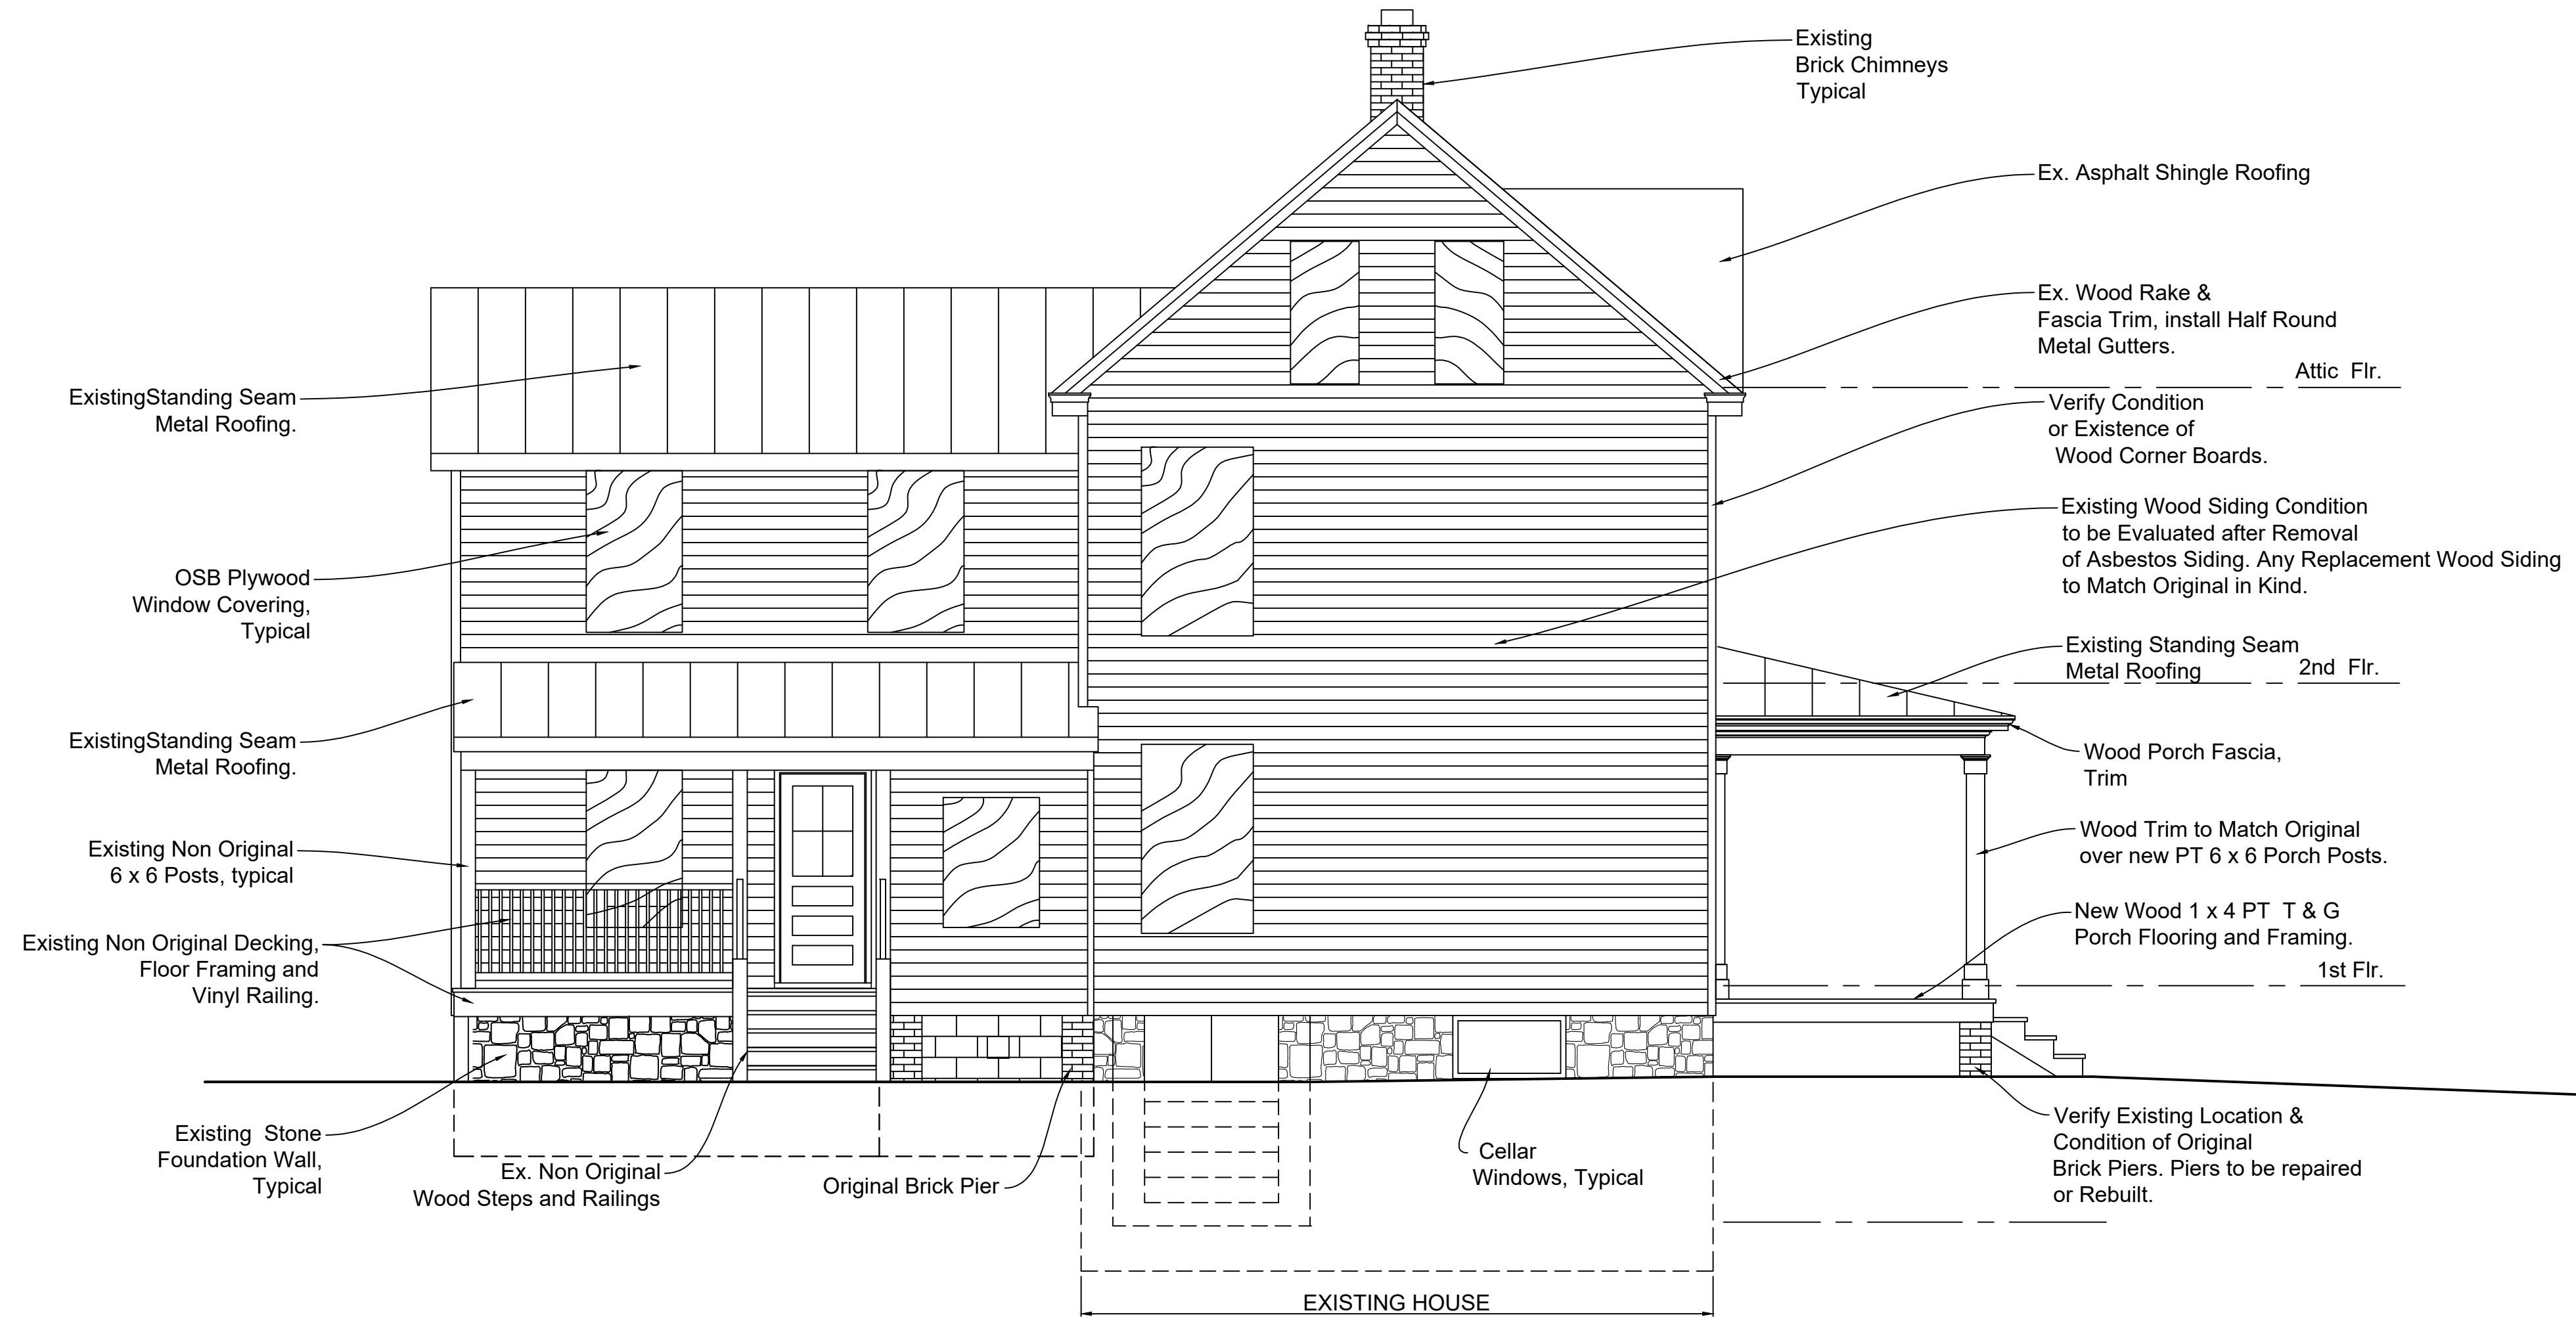 Existing
Brick Chimneys
Typical
Ex. Asphalt Shingle Roofing
Ex. Wood Rake &
Fascia Trim, install Half Round
Metal Gutters.
Attic Flr.
Verify Condition
or Existence of
Wood Corner Boards.
Existing Wood Siding Condition
to be Evaluated after Removal
of Asbestos Siding. Any Replacement Wood Siding
to Match Original in Kind.
Existing Standing Seam
Metal Roofing
2nd Flr.
Wood Porch Fascia,
Trim
Wood Trim to Match Original
over new PT 6 x 6 Porch Posts.
New Wood 1 x 4 PT T & G
Porch Flooring and Framing.
1st Flr.
Verify Existing Location &
Condition of Original
Brick Piers. Piers to be repaired
or Rebuilt.
ExistingStanding Seam
Metal Roofing.
OSB Plywood
Window Covering,
Typical
ExistingStanding Seam
Metal Roofing.
Existing Non Original
6 x 6 Posts, typical
Existing Non Original Decking,
Floor Framing and
Vinyl Railing.
Existing Stone
Foundation Wall,
Typical
Ex. Non Original
Wood Steps and Railings
Original Brick Pier
Cellar
Windows, Typical
EXISTING HOUSE